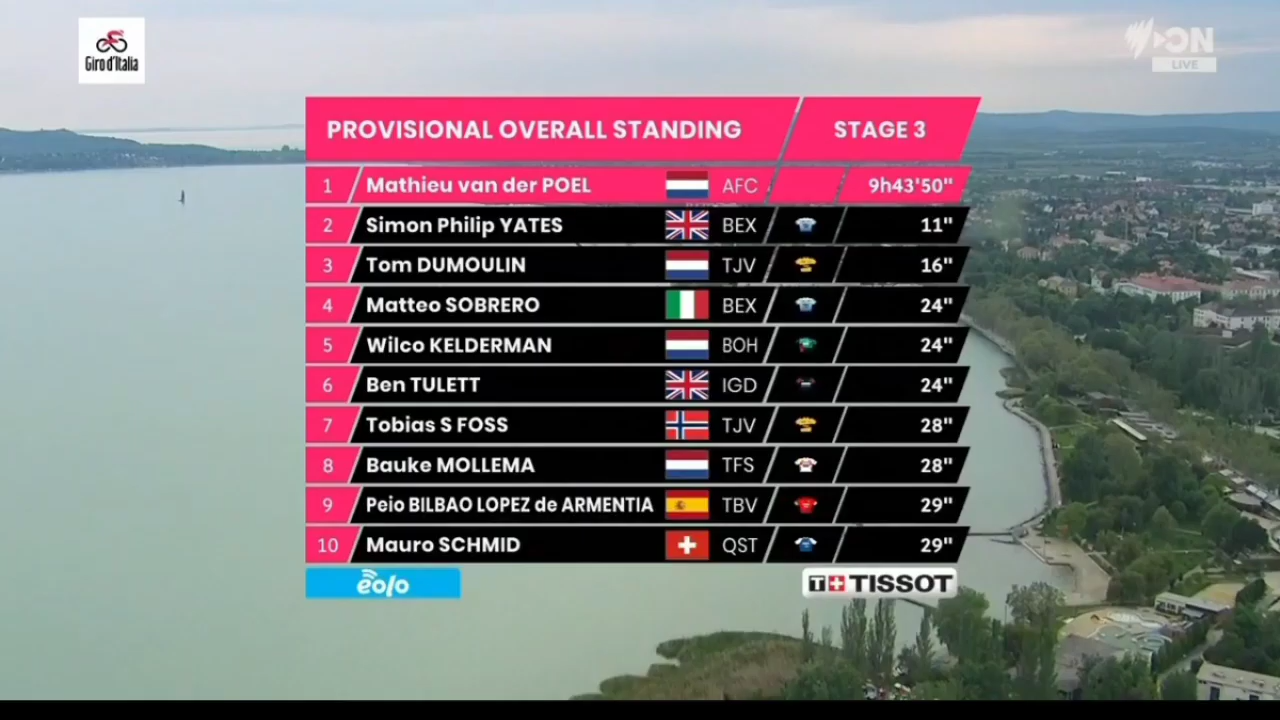 Giro d'Italia
ON
LIVE
PROVISIONAL OVERALL STANDING STAGE 3
1 Mathieu van der POEL AFC 9h43'50"
2 Simon Philip YATES BEX 11"
3 Tom DUMOULIN TJV 16"
4 Matteo SOBRERO BEX 24"
5 Wilco KELDERMAN BOH 24"
6 Ben TULETT IGD 24"
7 Tobias S FOSS TJV 28"
8 Bauke MOLLEMA TFS 28"
9 Peio BILBAO LOPEZ de ARMENTIA TBV 29"
10 Mauro SCHMID QST 29"
eolo T+ TISSOT